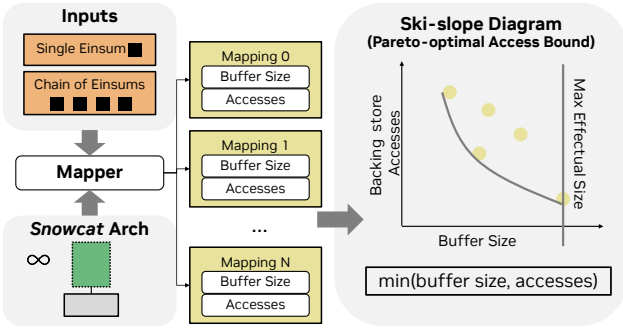 Inputs
Single Einsum
Chain of Einsums
Mapper
Snowcat Arch
∞
Mapping 0
Buffer Size
Accesses
Mapping 1
Buffer Size
Accesses
...
Mapping N
Buffer Size
Accesses
Ski-slope Diagram
(Pareto-optimal Access Bound)
Backing store
Accesses
Max Effectual Size
Buffer Size
min(buffer size, accesses)